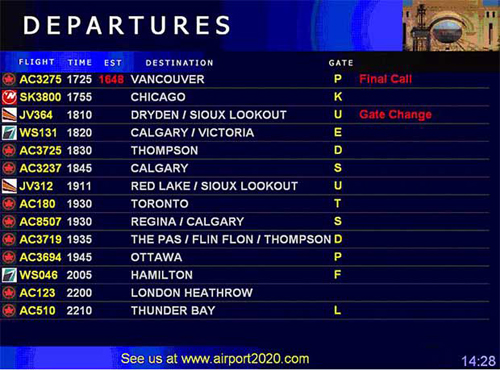 DEPARTURES
FLIGHT TIME EST DESTINATION GATE
AC3275 1725 1648 VANCOUVER P Final Call
SK3800 1755 CHICAGO K
JV364 1810 DRYDEN / SIOUX LOOKOUT U Gate Change
WS131 1820 CALGARY / VICTORIA E
AC3725 1830 THOMPSON D
AC3237 1845 CALGARY S
JV312 1911 RED LAKE / SIOUX LOOKOUT U
AC180 1930 TORONTO T
AC8507 1930 REGINA / CALGARY S
AC3719 1935 THE PAS / FLIN FLON / THOMPSON D
AC3694 1945 OTTAWA P
WS046 2005 HAMILTON F
AC123 2200 LONDON HEATHROW
AC510 2210 THUNDER BAY L
See us at www.airport2020.com 14:28